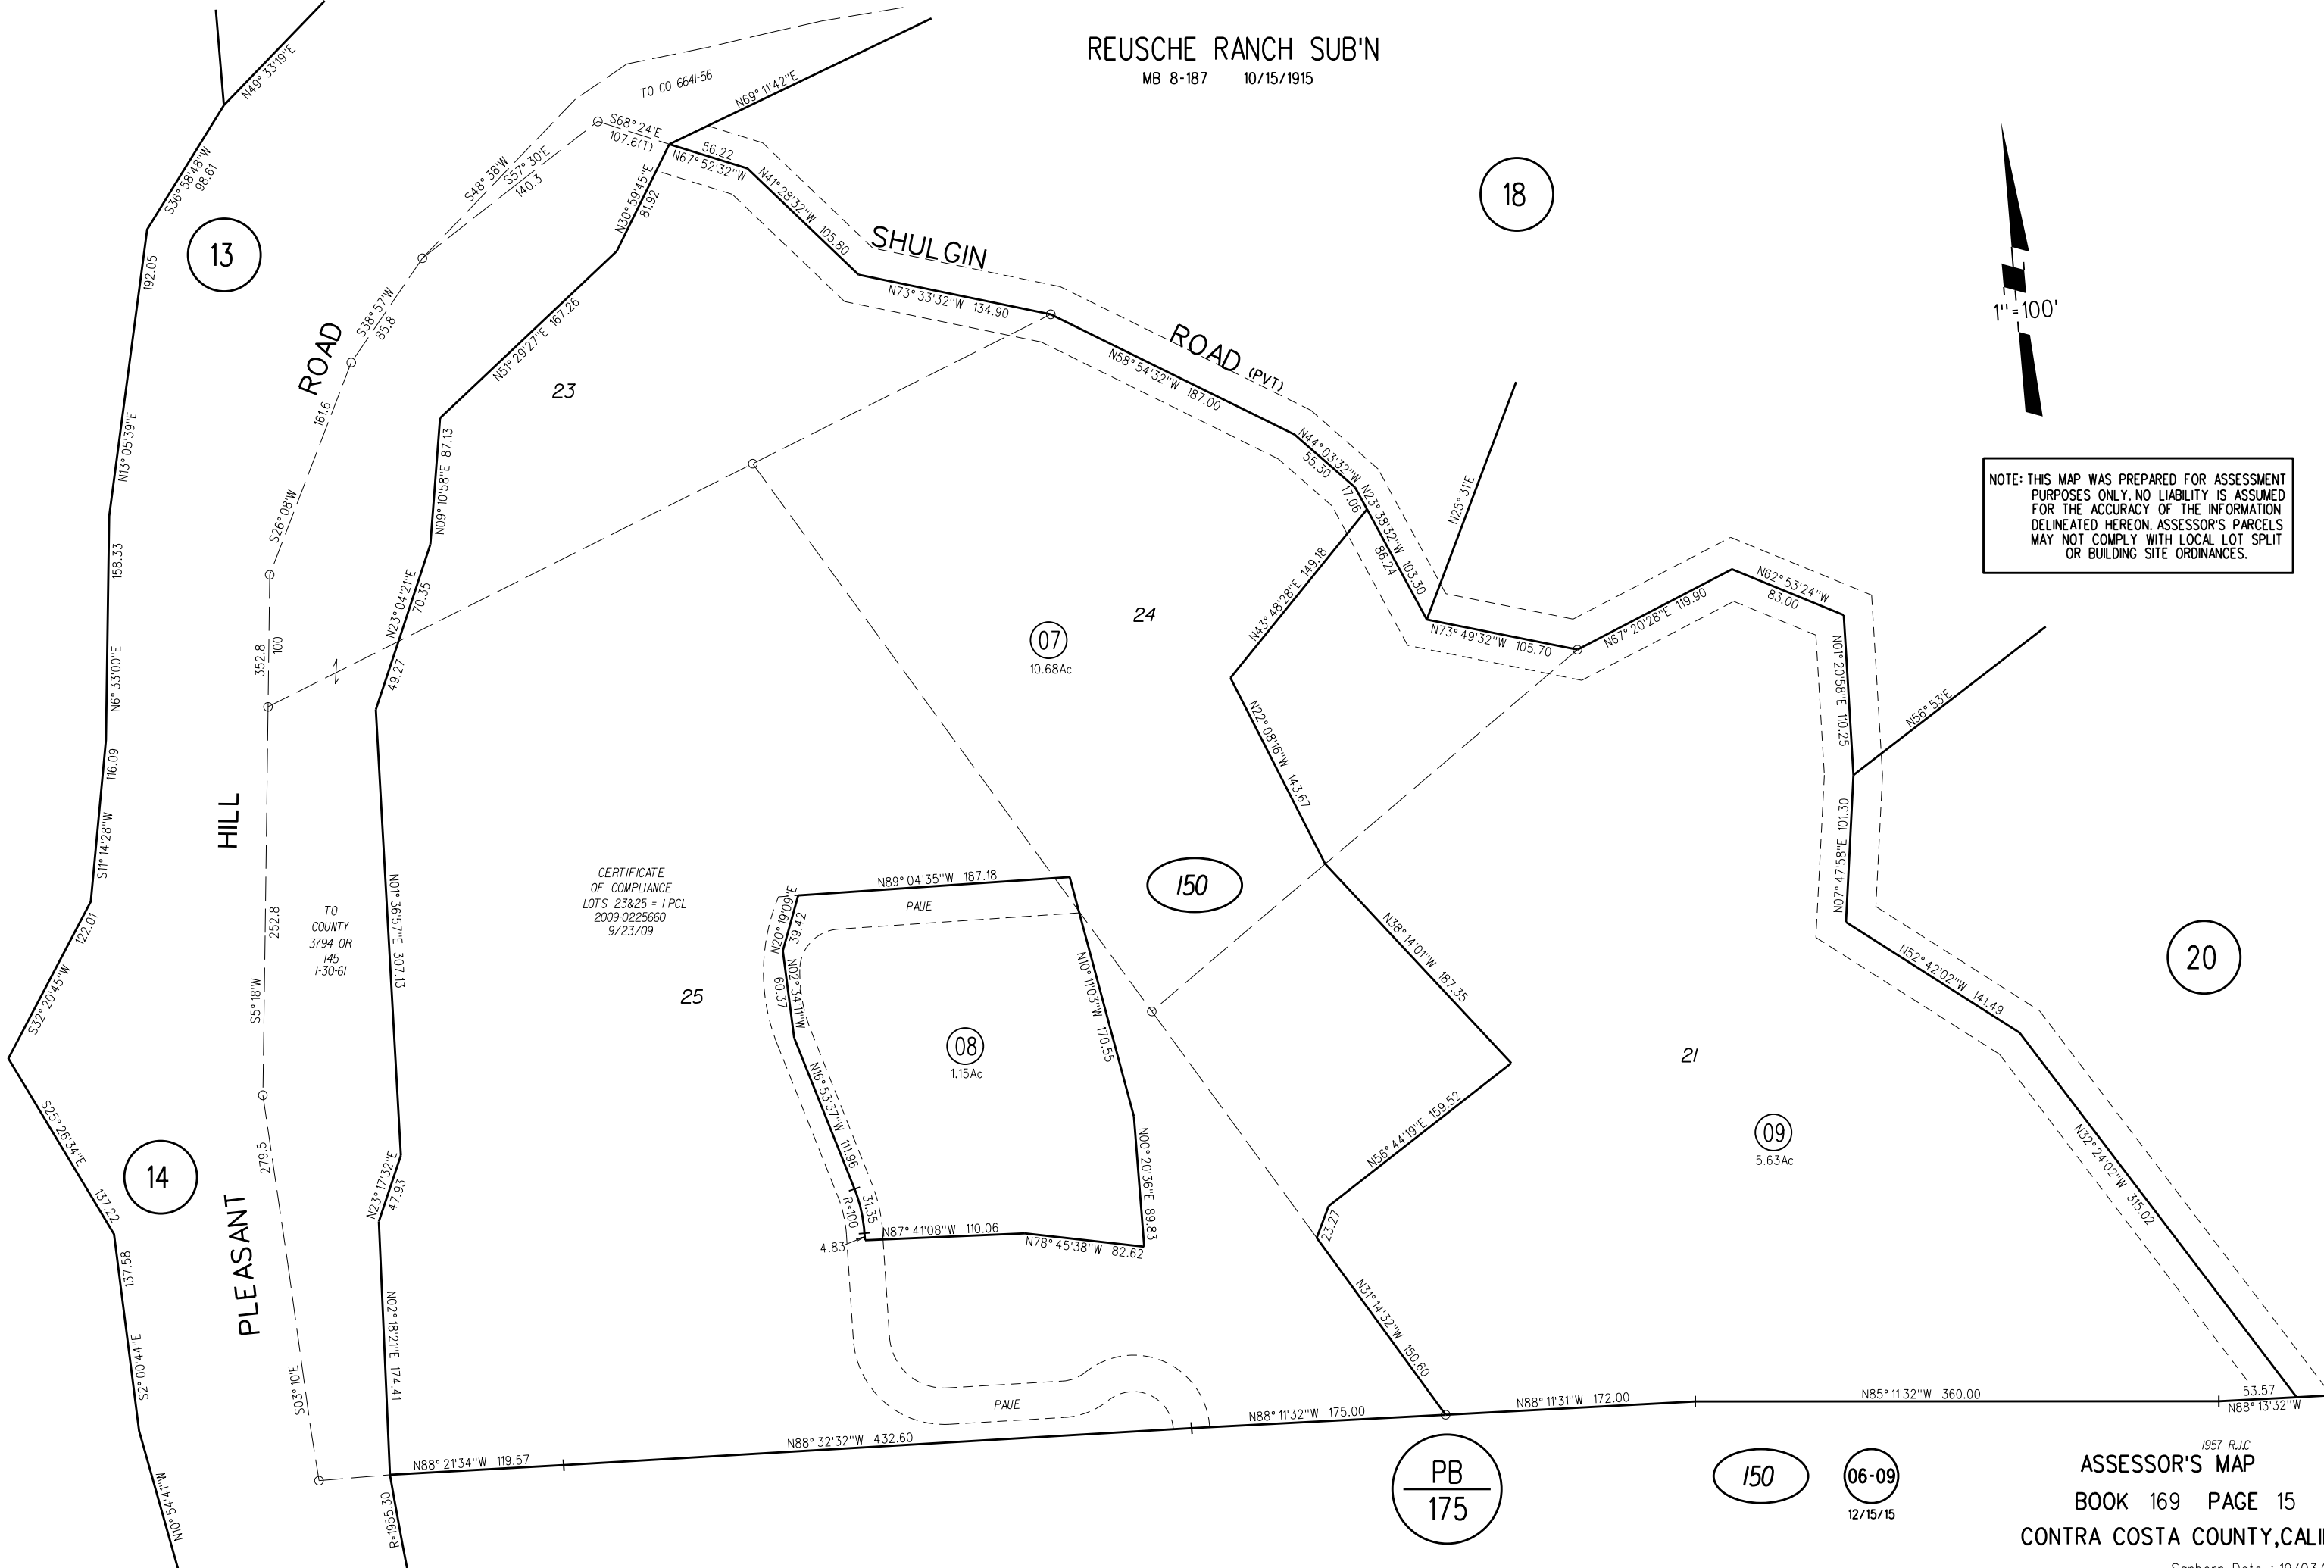 REUSCHE RANCH SUB'N
MB 8-187 10/15/1915
N49°33'19"E
S36°58'48"W
98.61
13
192.05
N13°05'39"E
158.33
N6°33'00"E
116.09
S11°14'28"W
122.01
S32°20'45"W
S25°26'34"E
137.22
14
137.58
S2°0'44"E
N10°54'41"W
TO CO 6641-56
N69°11'42"E
S68°24'E
107.6(T)
S48°38'W
S57°30'E
140.3
S38°57'W
85.8
161.6
S26°08'W
352.8
100
252.8
S5°18'W
279.5
S03°10'E
ROAD
HILL
PLEASANT
TO
COUNTY
3794 OR
145
1-30-61
56.22
N67°52'32"W
N30°59'45"E
81.92
N41°28'32"W 105.80
SHULGIN
ROAD (PVT)
N73°33'32"W 134.90
N51°29'27"E 167.26
23
N09°10'58"E 87.13
N23°04'21"E
70.35
49.27
N58°54'32"W 187.00
N44°03'32"W
55.30
17.06
N23°38'32"W 103.30
86.24
N25°31'E
18
1"=100'
NOTE: THIS MAP WAS PREPARED FOR ASSESSMENT
PURPOSES ONLY. NO LIABILITY IS ASSUMED
FOR THE ACCURACY OF THE INFORMATION
DELINEATED HEREON. ASSESSOR'S PARCELS
MAY NOT COMPLY WITH LOCAL LOT SPLIT
OR BUILDING SITE ORDINANCES.
N43°48'28"E 149.18
24
07
10.68Ac
N73°49'32"W 105.70
N67°20'28"E 119.90
N62°53'24"W
83.00
N01°20'58"E 110.25
N56°53'E
N22°08'16"W 143.67
N07°47'58"E 101.30
N01°36'57"E 307.13
CERTIFICATE
OF COMPLIANCE
LOTS 23&25 = 1 PCL
2009-0225660
9/23/09
N89°04'35"W 187.18
PAUE
150
N20°19'09"E
39.42
N02°34'11"W
60.37
25
N10°11'03"W 170.55
N38°14'01"W 187.35
N52°42'02"W 141.49
20
08
1.15Ac
21
N16°53'37"W 111.96
N56°44'19"E 159.52
09
5.63Ac
N32°24'02"W 315.02
N23°17'32"E
47.93
R=100
31.35
4.83
N87°41'08"W 110.06
N78°45'38"W 82.62
N00°20'36"E 89.83
23.27
N31°14'32"W 150.60
N02°18'21"E 174.41
PAUE
N88°21'34"W 119.57
N88°32'32"W 432.60
N88°11'32"W 175.00
N88°11'31"W 172.00
N85°11'32"W 360.00
53.57
N88°13'32"W
R=1955.30
PB
175
150
06-09
12/15/15
1957 R.J.C
ASSESSOR'S MAP
BOOK 169 PAGE 15
CONTRA COSTA COUNTY, CALI